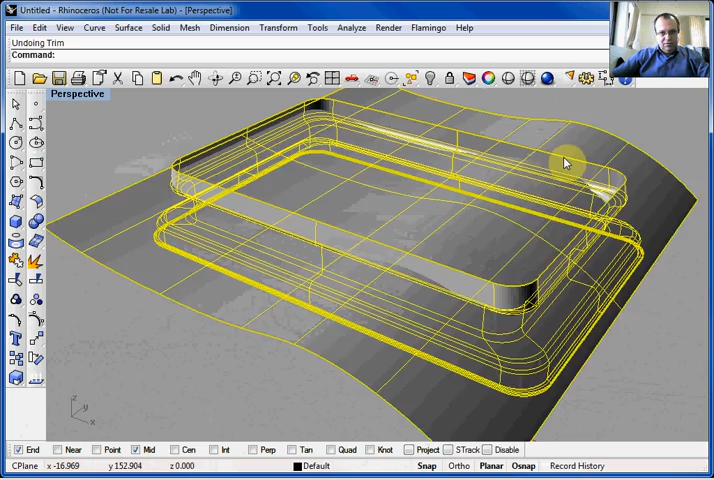 Untitled - Rhinoceros (Not For Resale Lab) - [Perspective]
File Edit View Curve Surface Solid Mesh Dimension Transform Tools Analyze Render Flamingo Help
Undoing Trim
Command:
Perspective
z
y
x
End Near Point Mid Cen Int Perp Tan Quad Knot Project STrack Disable
CPlane x -16.969 y 152.904 z 0.000 Default Snap Ortho Planar Osnap Record History